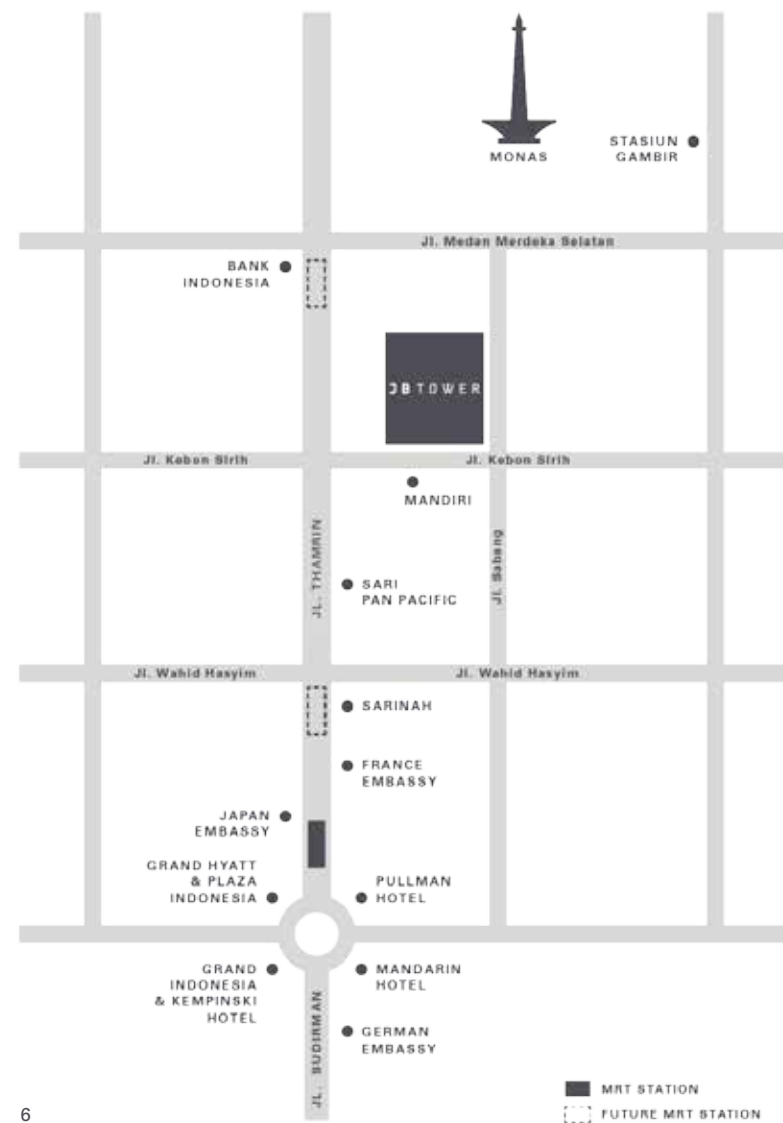 MONAS
STASIUN
GAMBIR
Jl. Medan Merdeka Selatan
BANK
INDONESIA
JBTOWER
Jl. Kebon Sirih
Jl. Kebon Sirih
MANDIRI
JL. THAMRIN
Jl. Sabang
SARI
PAN PACIFIC
Jl. Wahid Hasyim
Jl. Wahid Hasyim
SARINAH
FRANCE
EMBASSY
JAPAN
EMBASSY
GRAND HYATT
& PLAZA
INDONESIA
PULLMAN
HOTEL
GRAND
INDONESIA
& KEMPINSKI
HOTEL
MANDARIN
HOTEL
JL. SUDIRMAN
GERMAN
EMBASSY
MRT STATION
FUTURE MRT STATION
6